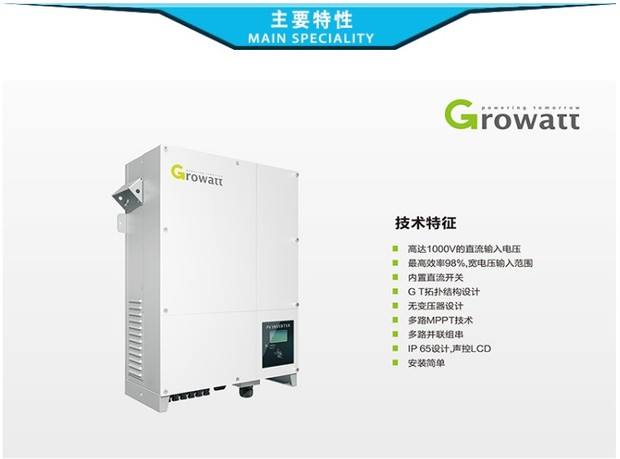 主要特性
MAIN SPECIALITY
powering tomorrow
Growatt
Growatt
PV INVERTER
技术特征
高达1000V的直流输入电压
最高效率98%,宽电压输入范围
内置直流开关
G T拓扑结构设计
无变压器设计
多路MPPT技术
多路并联组串
IP 65设计,声控LCD
安装简单